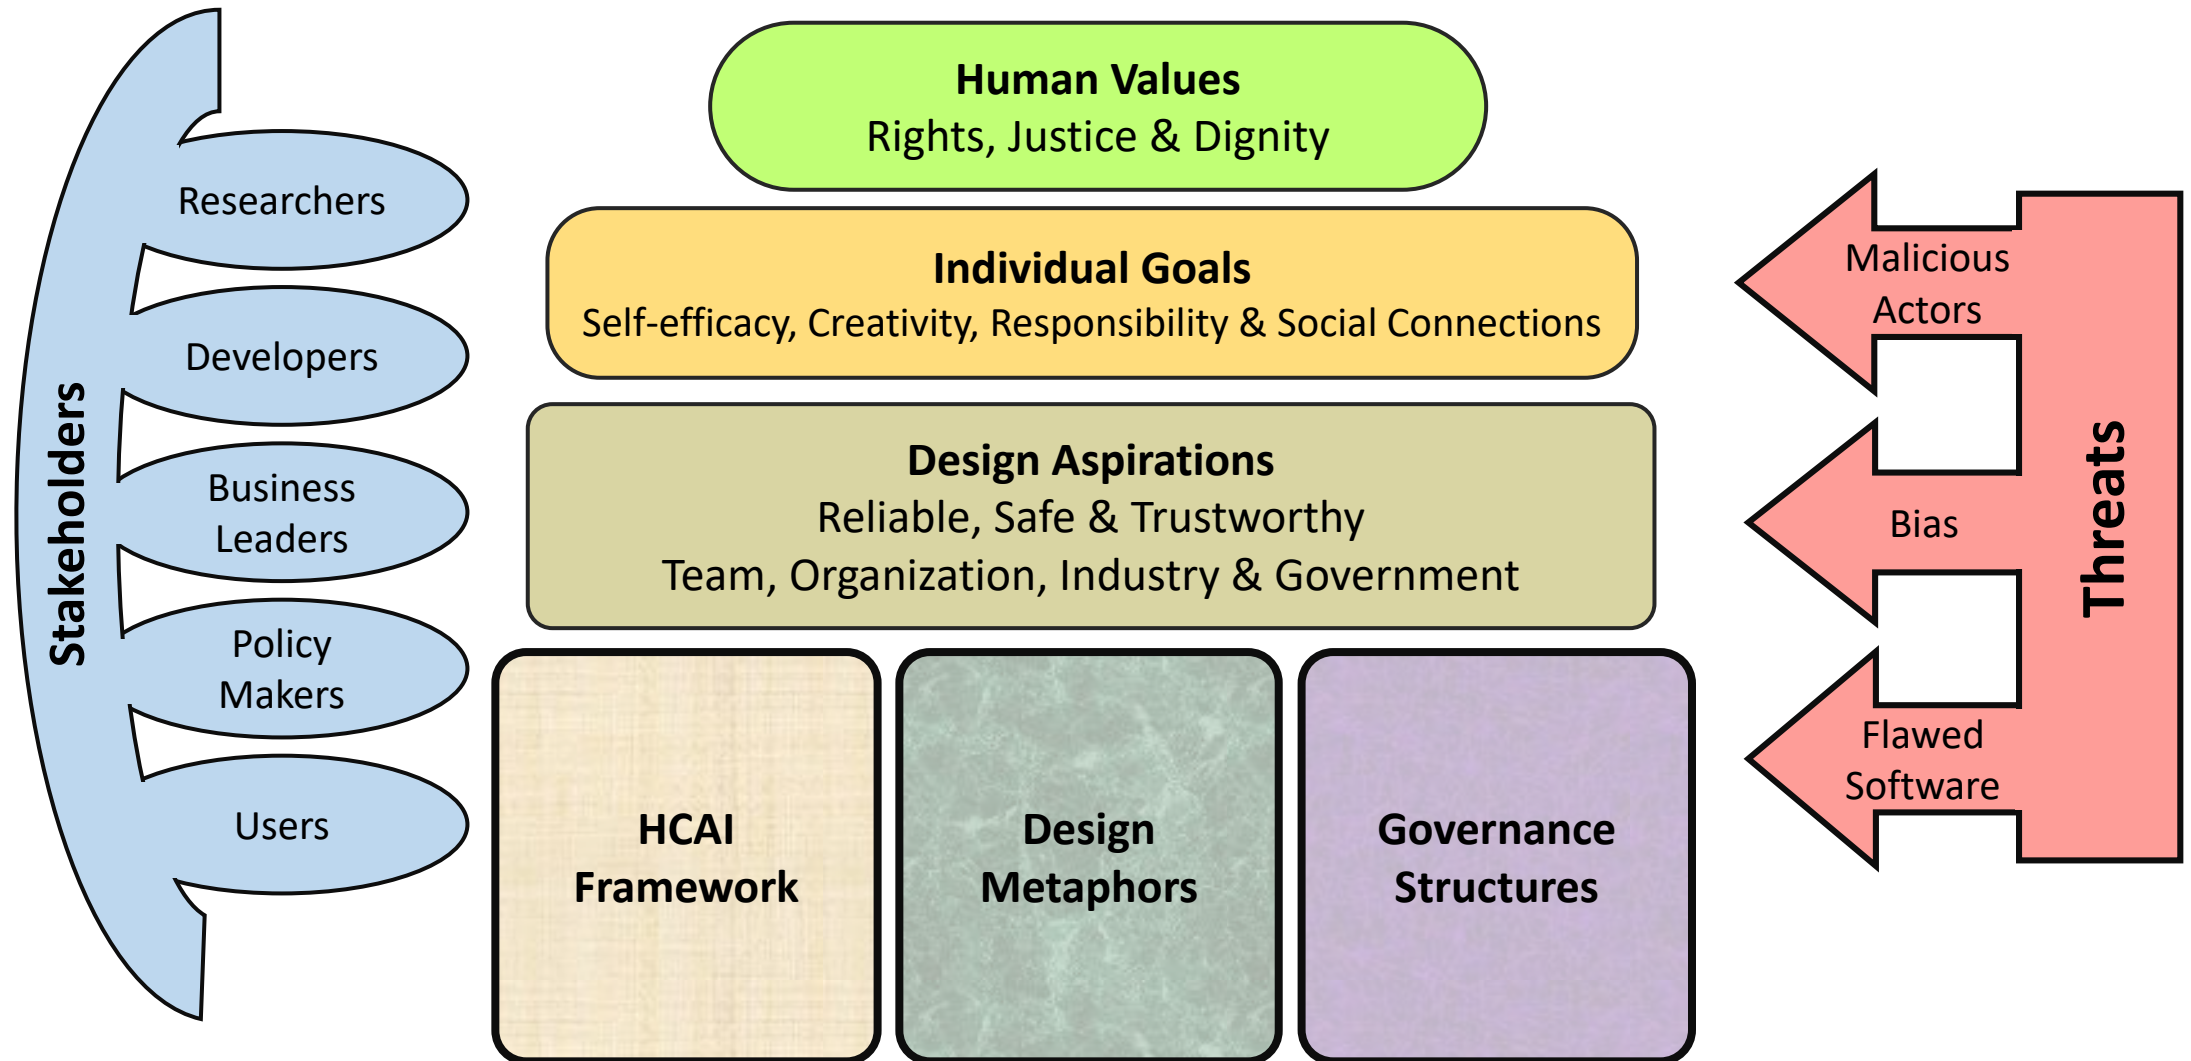 Stakeholders
Researchers
Developers
Business
Leaders
Policy
Makers
Users
Human Values
Rights, Justice & Dignity
Individual Goals
Self-efficacy, Creativity, Responsibility & Social Connections
Design Aspirations
Reliable, Safe & Trustworthy
Team, Organization, Industry & Government
HCAI
Framework
Design
Metaphors
Governance
Structures
Malicious
Actors
Bias
Flawed
Software
Threats